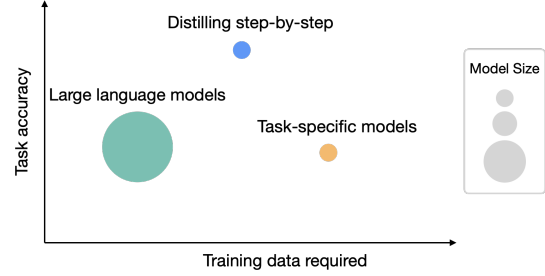 Distilling step-by-step
Model Size
Large language models
Task-specific models
Task accuracy
Training data required